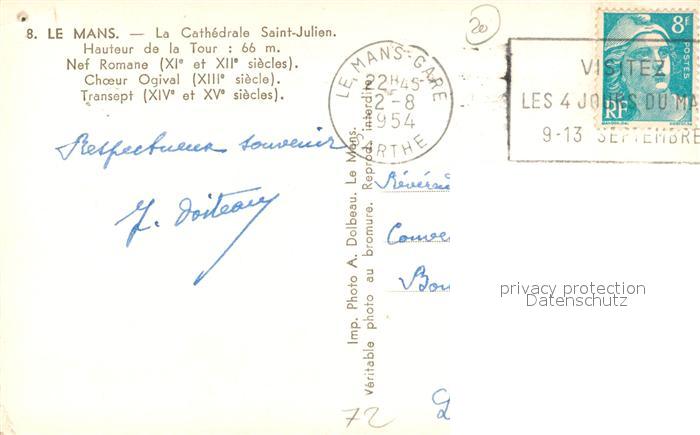 8. LE MANS. — La Cathédrale Saint-Julien.
Hauteur de la Tour : 66 m.
Nef Romane (XIe et XIIe siècles).
Chœur Ogival (XIIIe siècle).
Transept (XIVe et XVe siècles).
Respectueux souvenir
Imp. Photo A. Dolbeau. Le Mans.
Véritable photo au bromure. Reprod. interdite
20
LE MANS-GARE
22H45
2-8
1954
SARTHE
VISITEZ
LES 4 JOURS DU MA
9-13 SEPTEMBRE
8F
POSTES
RF
privacy protection
Datenschutz
72